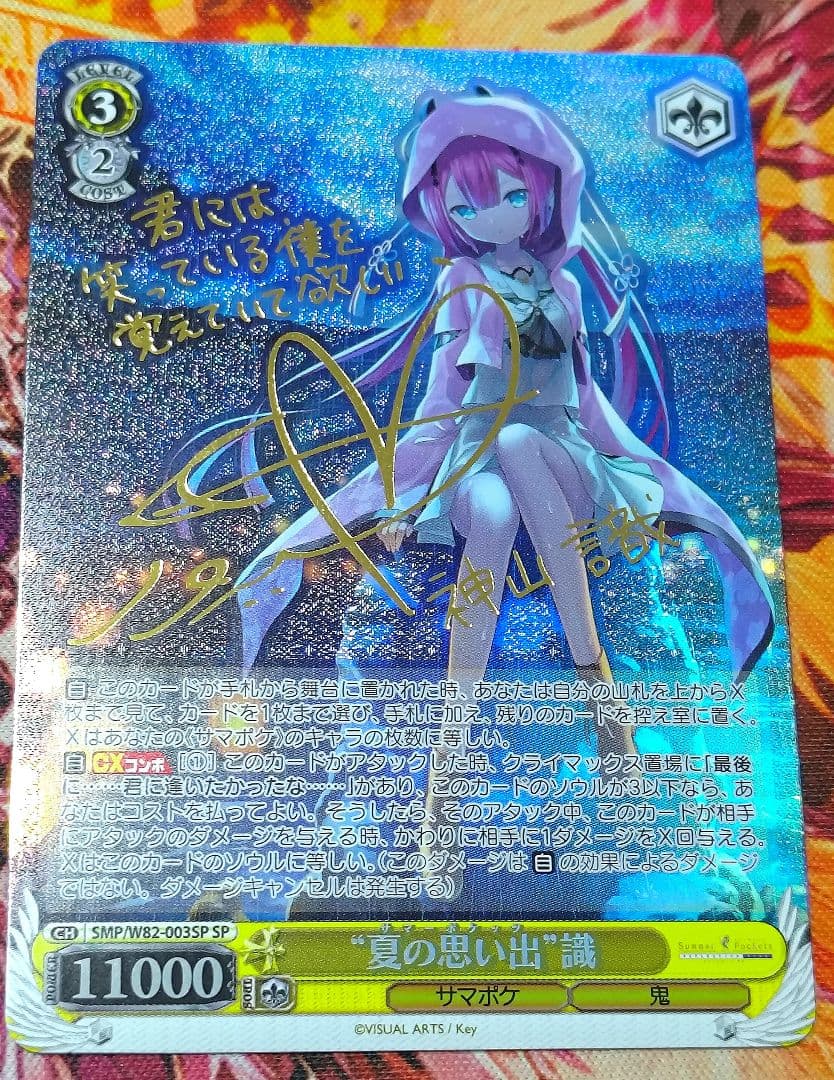 LEVEL
3
2
COST
君には
笑っている僕を
覚えていて欲しい
神山 識
自 このカードが手札から舞台に置かれた時、あなたは自分の山札を上からX
枚まで見て、カードを1枚まで選び、手札に加え、残りのカードを控え室に置く。
Xはあなたの《サマポケ》のキャラの枚数に等しい。
自 CXコンボ [①] このカードがアタックした時、クライマックス置場に「最後
に……君に逢いたかったな……」があり、このカードのソウルが3以下なら、あ
なたはコストを払ってよい。そうしたら、そのアタック中、このカードが相手
にアタックのダメージを与える時、かわりに相手に1ダメージをX回与える。
Xはこのカードのソウルに等しい。(このダメージは 自 の効果によるダメージ
ではない。ダメージキャンセルは発生する)
CH SMP/W82-003SP SP
サマーポケッツ
“夏の思い出”識
Summer Pockets
REFLECTION BLUE
POWER
11000
SOUL
サマポケ
鬼
©VISUAL ARTS / Key